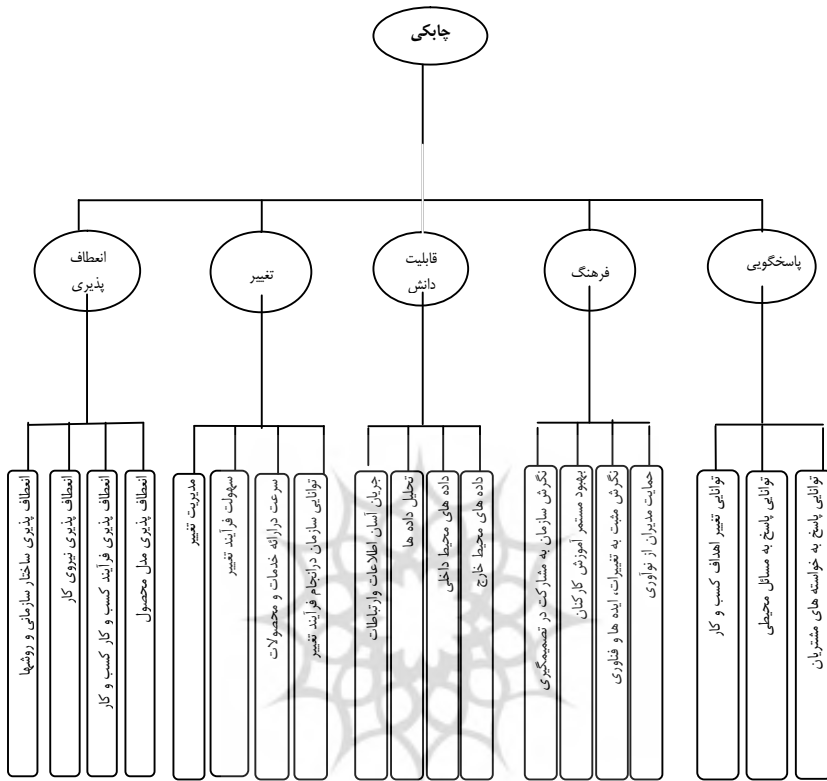 چابکی
پاسخگویی
فرهنگ
قابلیت
دانش
تغییر
انعطاف
پذیری
توانایی پاسخ به خواسته های مشتریان
توانایی پاسخ به مسائل محیطی
توانایی تغییر اهداف کسب و کار
حمایت مدیران از نوآوری
نگرش مثبت به تغییرات، ایده ها و فناوری
بهبود مستمر آموزش کارکنان
نگرش سازمان به مشارکت در تصمیمگیری
داده های محیط خارج
داده های محیط داخلی
تحلیل داده ها
جریان آسان اطلاعات وارتباطات
توانایی سازمان درانجام فرآیند تغییر
سرعت درارائه خدمات و محصولات
سهولت فرآیند تغییر
مدیریت تغییر
انعطاف پذیری مدل محصول
انعطاف پذیری فرآیند کسب و کار کسب و کار
انعطاف پذیری نیروی کار
انعطاف پذیری ساختار سازمانی و روشها